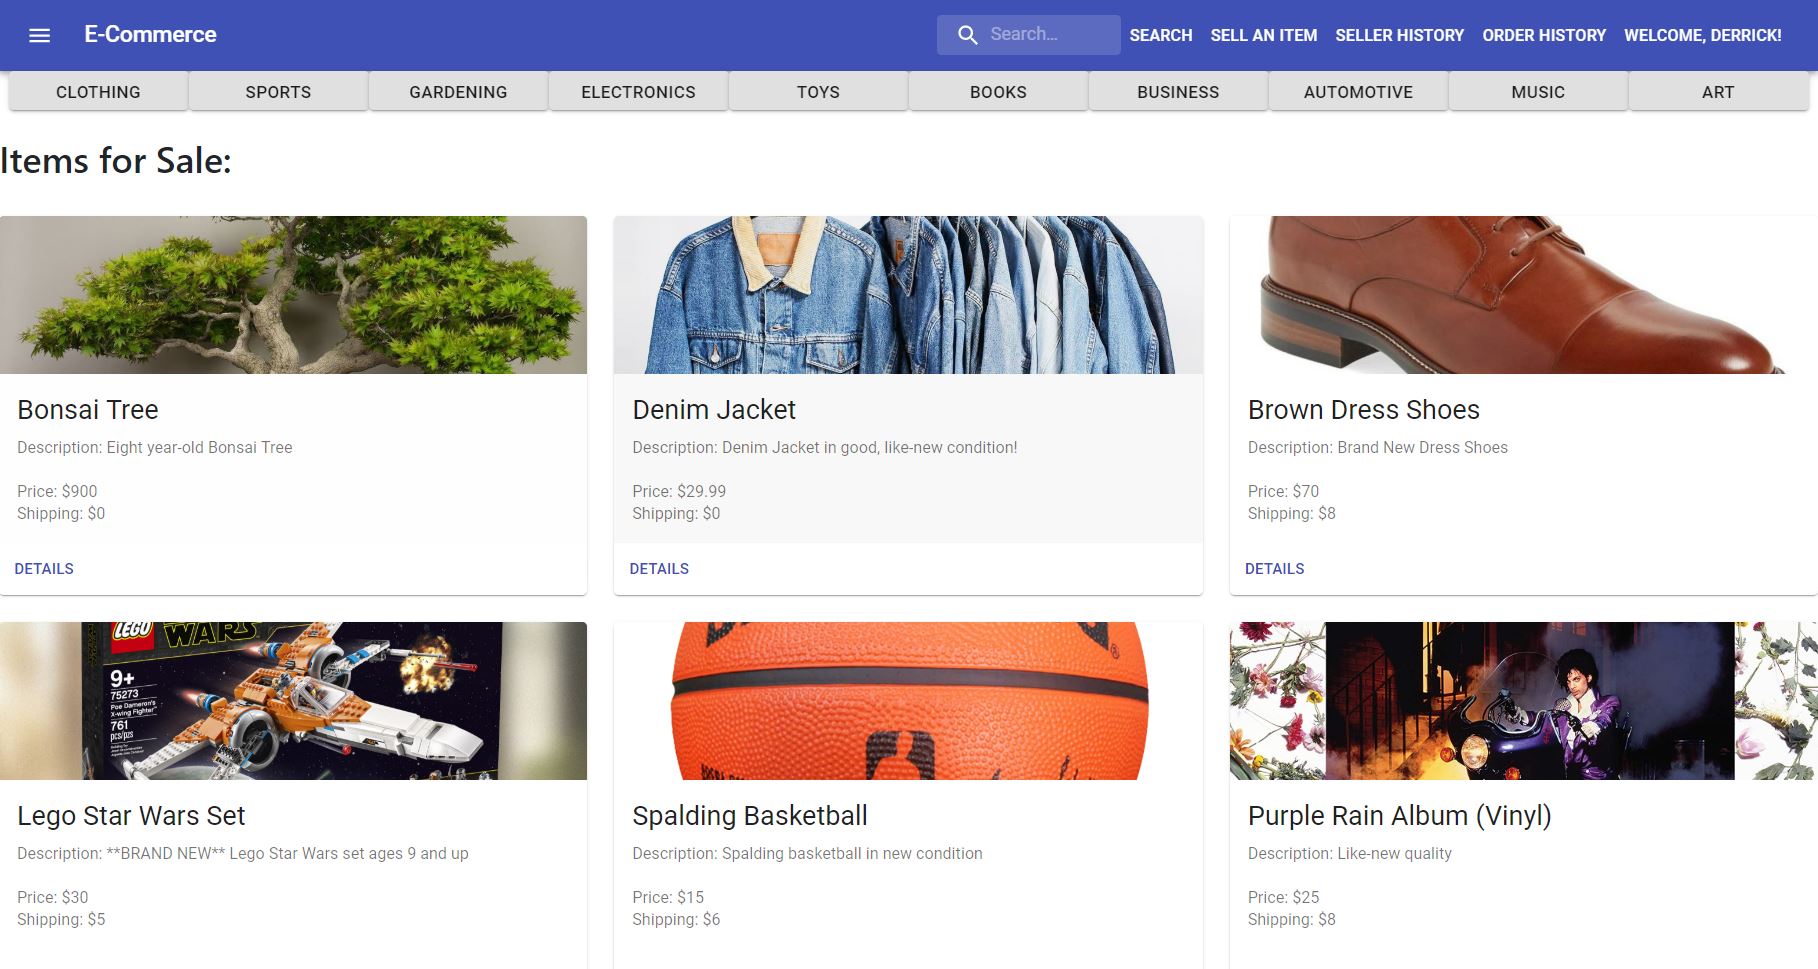 E-Commerce
Search...
SEARCH
SELL AN ITEM
SELLER HISTORY
ORDER HISTORY
WELCOME, DERRICK!
CLOTHING
SPORTS
GARDENING
ELECTRONICS
TOYS
BOOKS
BUSINESS
AUTOMOTIVE
MUSIC
ART
Items for Sale:
Bonsai Tree
Description: Eight year-old Bonsai Tree
Price: $900
Shipping: $0
DETAILS
Denim Jacket
Description: Denim Jacket in good, like-new condition!
Price: $29.99
Shipping: $0
DETAILS
Brown Dress Shoes
Description: Brand New Dress Shoes
Price: $70
Shipping: $8
DETAILS
LEGO
WARS
9+
75273
Poe Dameron's
X-wing Fighter
761
pcs/pzs
Lego Star Wars Set
Description: **BRAND NEW** Lego Star Wars set ages 9 and up
Price: $30
Shipping: $5
Spalding Basketball
Description: Spalding basketball in new condition
Price: $15
Shipping: $6
Purple Rain Album (Vinyl)
Description: Like-new quality
Price: $25
Shipping: $8